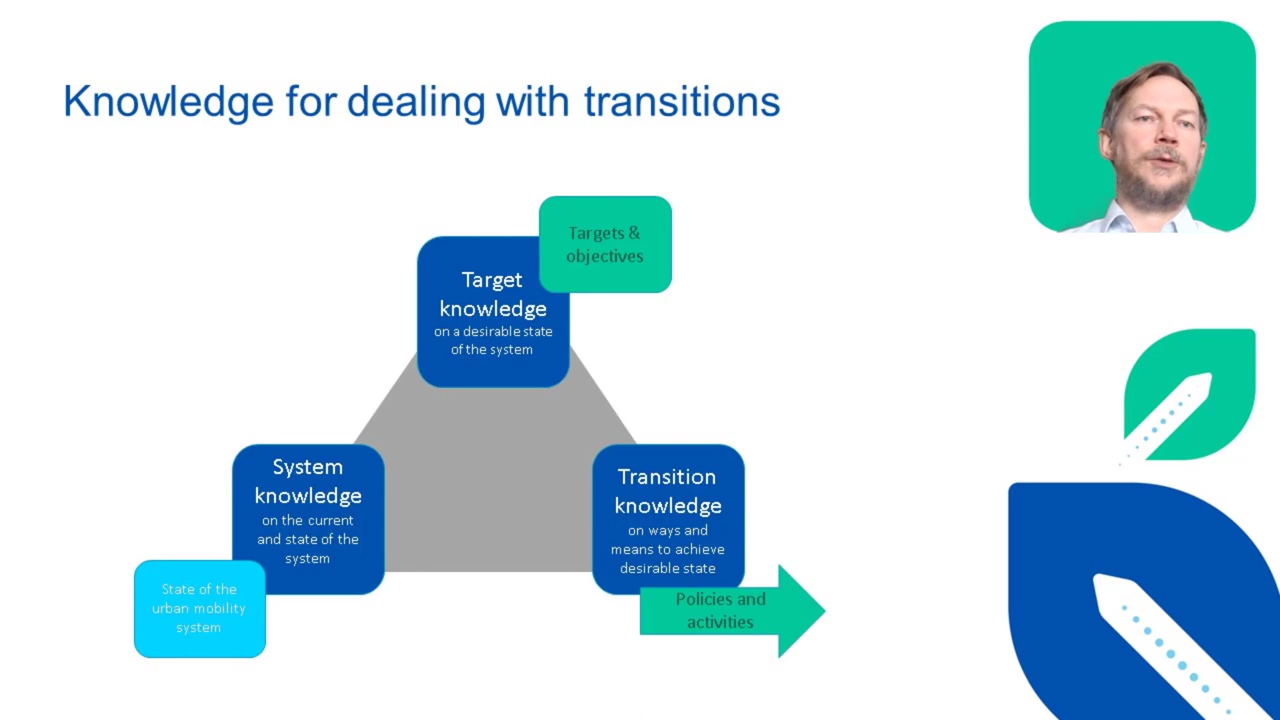 Knowledge for dealing with transitions
Targets &
objectives
Target
knowledge
on a desirable state
of the system
System
knowledge
on the current
and state of the
system
State of the
urban mobility
system
Transition
knowledge
on ways and
means to achieve
desirable state
Policies and
activities